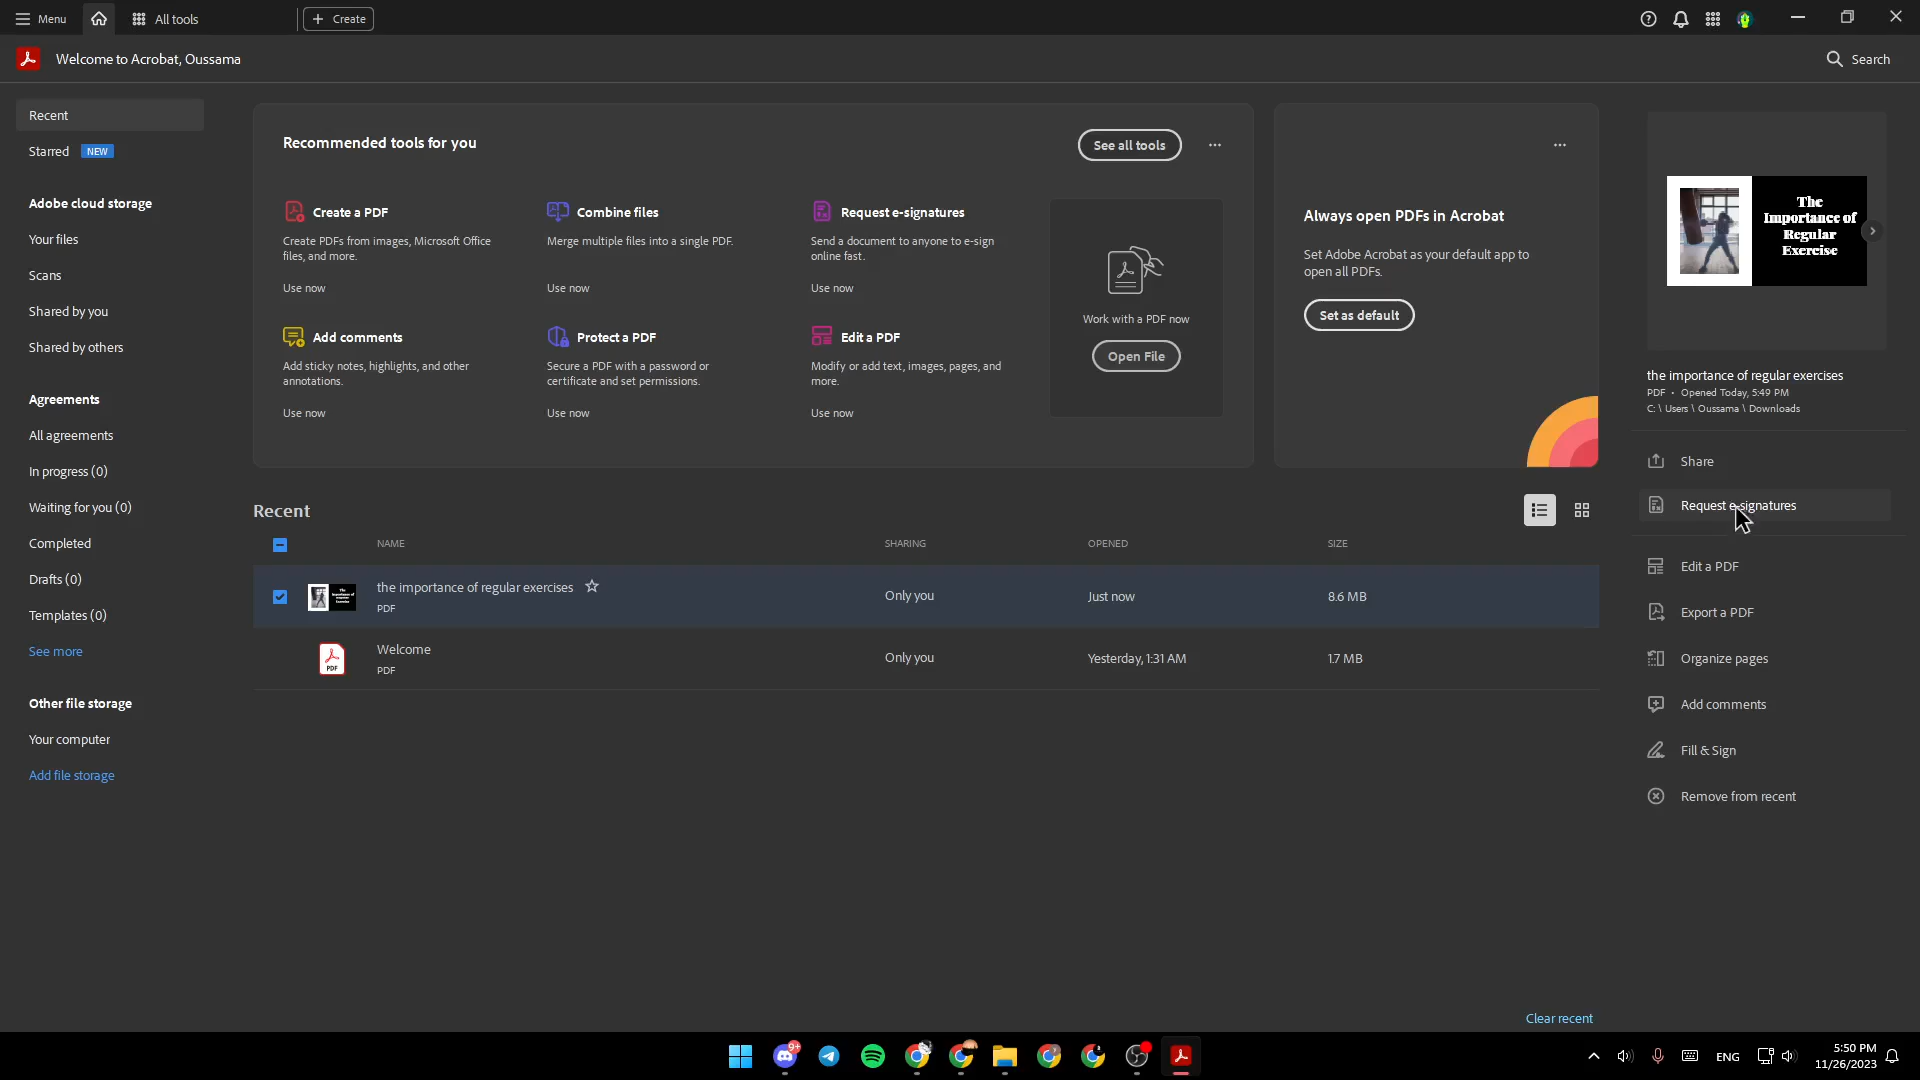 Menu
All tools
Create
Welcome to Acrobat, Oussama
Search
Recent
Starred NEW
Adobe cloud storage
Your files
Scans
Shared by you
Shared by others
Agreements
All agreements
In progress (0)
Waiting for you (0)
Completed
Drafts (0)
Templates (0)
See more
Other file storage
Your computer
Add file storage
Recommended tools for you
See all tools
Create a PDF
Create PDFs from images, Microsoft Office
files, and more.
Use now
Combine files
Merge multiple files into a single PDF.
Use now
Request e-signatures
Send a document to anyone to e-sign
online fast.
Use now
Add comments
Add sticky notes, highlights, and other
annotations.
Use now
Protect a PDF
Secure a PDF with a password or
certificate and set permissions.
Use now
Edit a PDF
Modify or add text, images, pages, and
more.
Use now
Work with a PDF now
Open File
Always open PDFs in Acrobat
Set Adobe Acrobat as your default app to
open all PDFs.
Set as default
Recent
NAME SHARING OPENED SIZE
the importance of regular exercises
PDF
Only you Just now 8.6 MB
Welcome
PDF
PDF
Only you Yesterday, 1:31 AM 1.7 MB
Clear recent
The
Importance of
Regular
Exercise
the importance of regular exercises
PDF • Opened Today, 5:49 PM
C: \ Users \ Oussama \ Downloads
Share
Request e-signatures
Edit a PDF
Export a PDF
Organize pages
Add comments
Fill & Sign
Remove from recent
9+
ENG
5:50 PM
11/26/2023